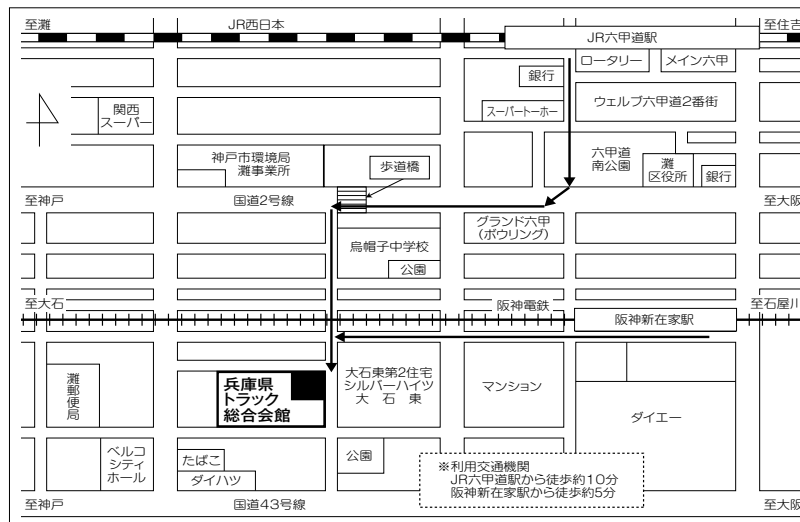 至灘
JR西日本
JR六甲道駅
至住吉
ロータリー
メイン六甲
銀行
スーパートーホー
ウェルブ六甲道2番街
関西
スーパー
神戸市環境局
灘事業所
歩道橋
六甲道
南公園
灘
区役所
銀行
至神戸
国道2号線
至大阪
グランド六甲
(ボウリング)
烏帽子中学校
公園
至大石
阪神電鉄
阪神新在家駅
至石屋川
灘
郵
便
局
兵庫県
トラック
総合会館
大石東第2住宅
シルバーハイツ
大石東
マンション
ダイエー
ベルコ
シティ
ホール
たばこ
ダイハツ
公園
※利用交通機関
JR六甲道駅から徒歩約10分
阪神新在家駅から徒歩約5分
至神戸
国道43号線
至大阪